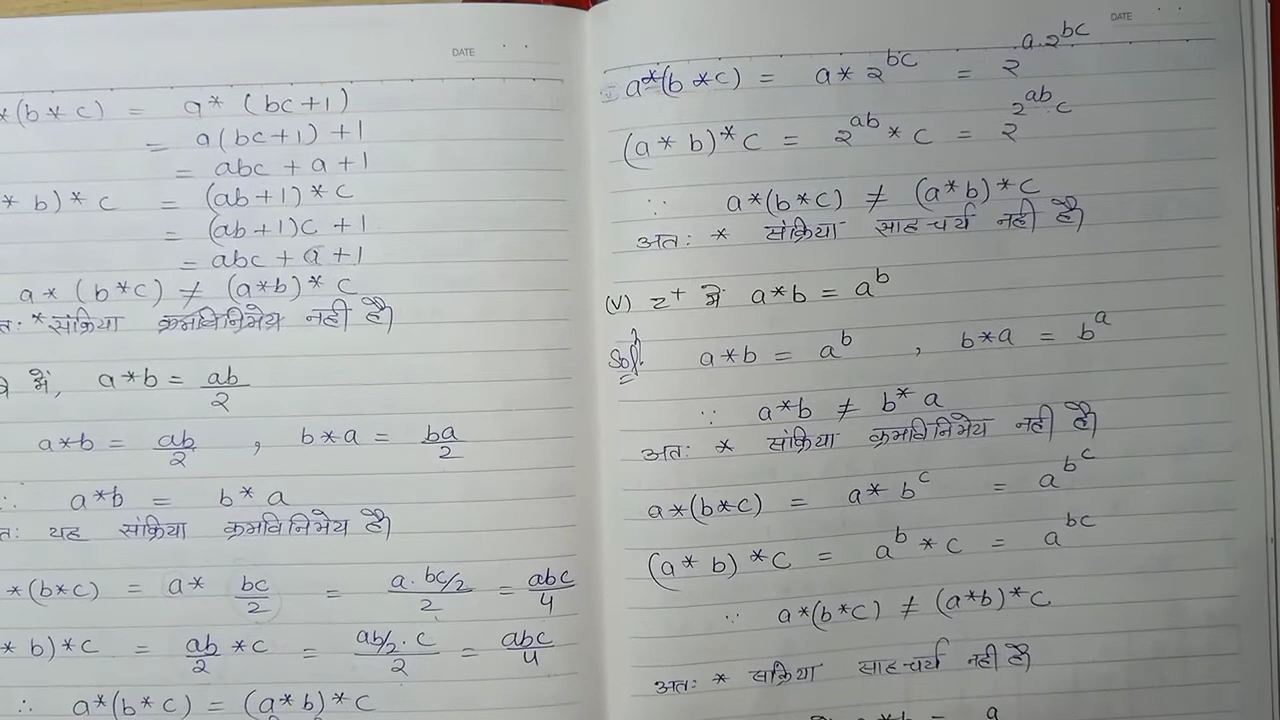 DATE
*(b*c) = a*(bc+1)
= a(bc+1)+1
= abc + a + 1
* b) * c = (ab+1)*c
= (ab+1)c + 1
= abc + a + 1
a*(b*c) ≠ (a*b)*c
तः *संक्रिया क्रमविनिमेय नही है।
में, a*b = ab/2
a*b = ab/2 , b*a = ba/2
∴ a*b = b*a
तः यह संक्रिया क्रमविनिमेय है।
*(b*c) = a* bc/2 = a.bc/2/2 = abc/4
* b)*c = ab/2 *c = ab/2.c/2 = abc/4
∴ a*(b*c) = (a*b)*c
DATE
a*(b*c) = a*2^bc = 2^a.2^bc
(a*b)*c = 2^ab*c = 2^2^ab.c
∵ a*(b*c) ≠ (a*b)*c
अतः * संक्रिया साहचर्य नही है।
(V) z⁺ में a*b = a^b
Sol. a*b = a^b , b*a = b^a
∵ a*b ≠ b*a
अतः * संक्रिया क्रमविनिमेय नही है।
a*(b*c) = a*b^c = a^b^c
(a*b)*c = a^b*c = a^bc
∵ a*(b*c) ≠ (a*b)*c
अतः * सक्रिया साहचर्य नही है।